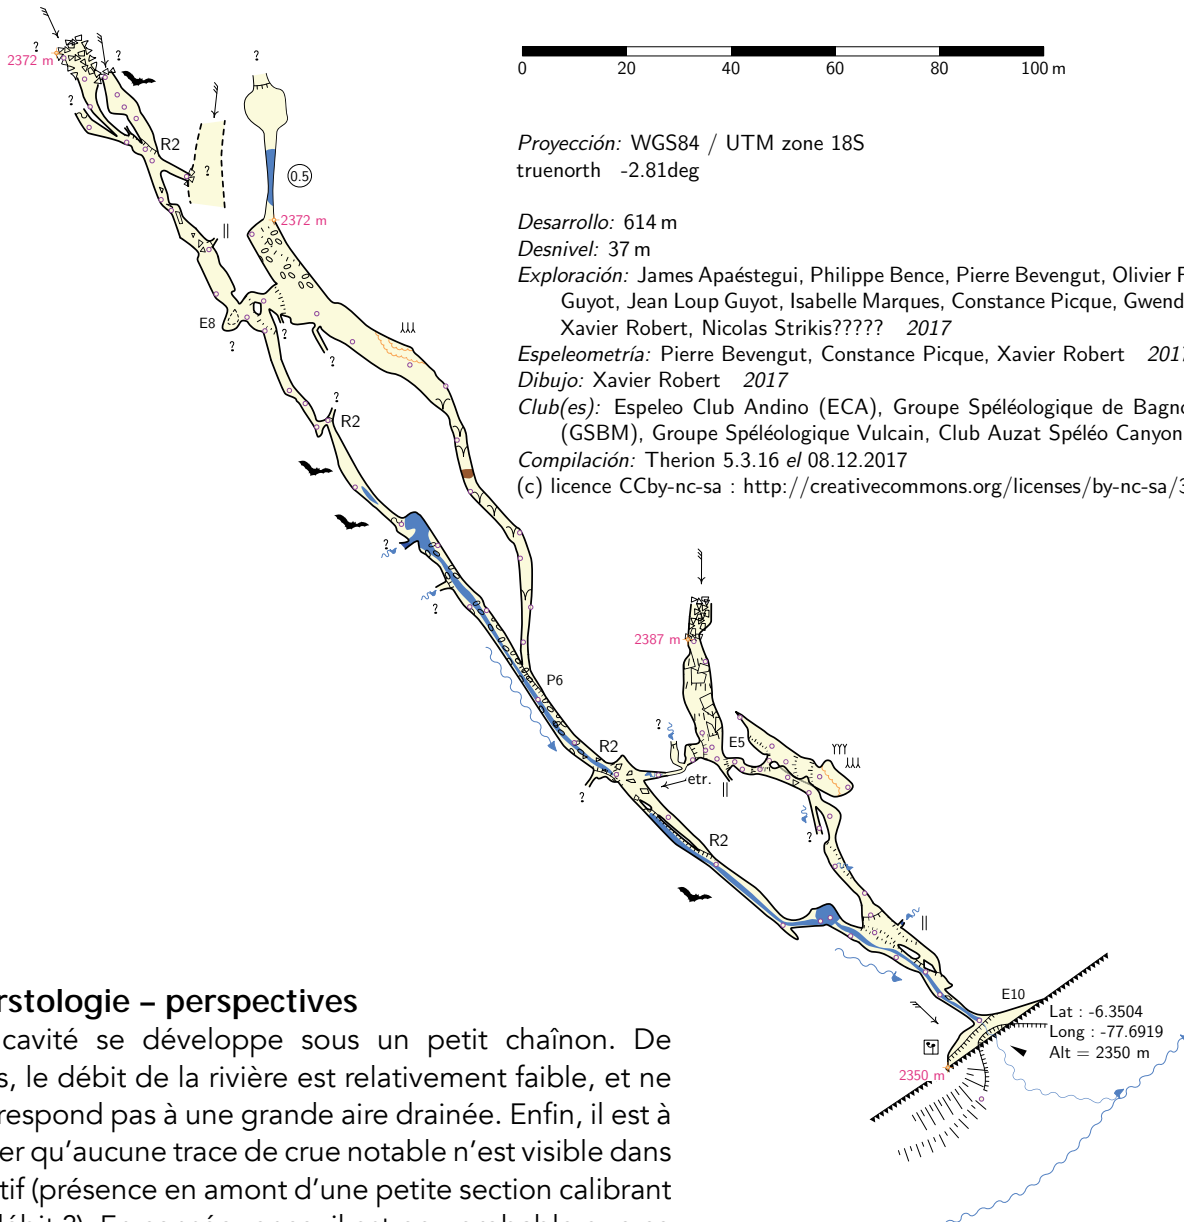 ?
?
2372 m
?
?
R2
?
0.5
2372 m
||
E8
?
?
?
?
R2
?
?
P6
R2
?
?
2387 m
E5
etr.
||
?
R2
||
E10
2350 m
0 20 40 60 80 100 m
Proyección: WGS84 / UTM zone 18S
truenorth -2.81deg
Desarrollo: 614 m
Desnivel: 37 m
Exploración: James Apaéstegui, Philippe Bence, Pierre Bevengut, Olivier
Guyot, Jean Loup Guyot, Isabelle Marques, Constance Picque, Gwend
Xavier Robert, Nicolas Strikis????? 2017
Espeleometría: Pierre Bevengut, Constance Picque, Xavier Robert 2017
Dibujo: Xavier Robert 2017
Club(es): Espeleo Club Andino (ECA), Groupe Spéléologique de Bagno
(GSBM), Groupe Spéléologique Vulcain, Club Auzat Spéléo Canyon
Compilación: Therion 5.3.16 el 08.12.2017
(c) licence CCby-nc-sa : http://creativecommons.org/licenses/by-nc-sa/3
Lat : -6.3504
Long : -77.6919
Alt = 2350 m
rstologie – perspectives
cavité se développe sous un petit chaînon. De
s, le débit de la rivière est relativement faible, et ne
respond pas à une grande aire drainée. Enfin, il est à
er qu'aucune trace de crue notable n'est visible dans
tif (présence en amont d'une petite section calibrant